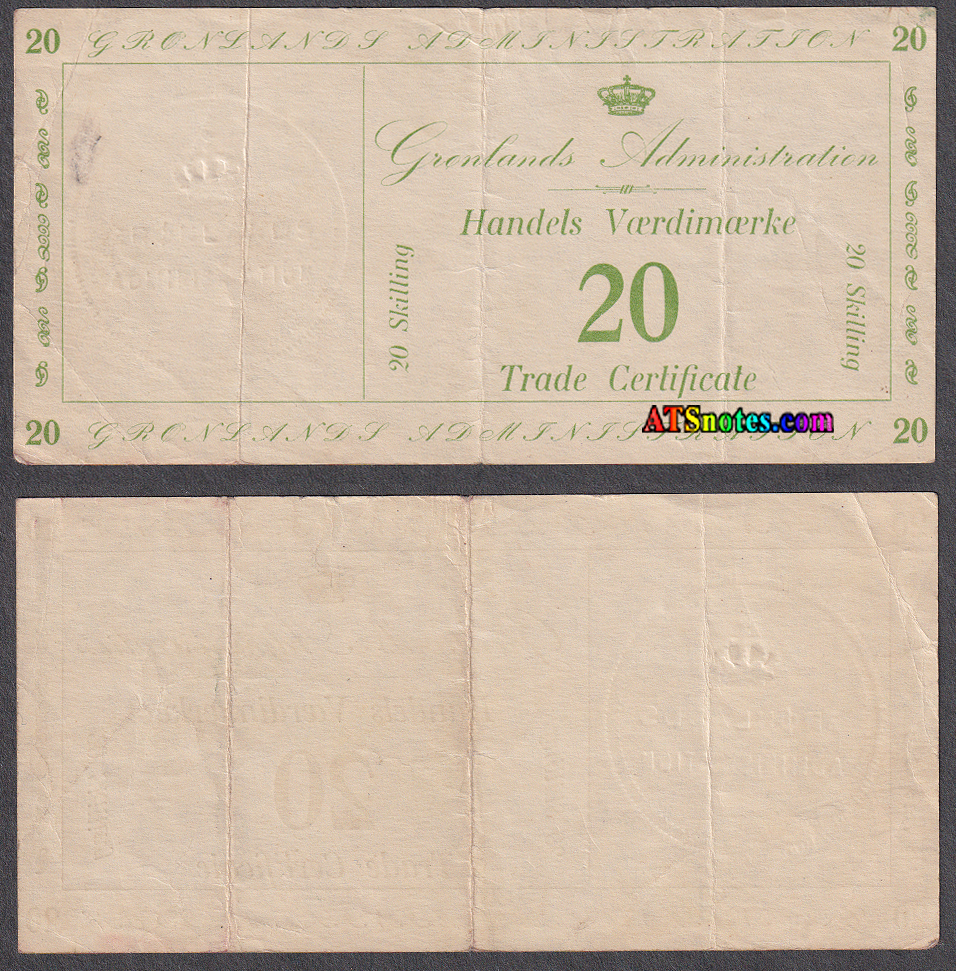 20 GRØNLANDS ADMINISTRATION 20
Grønlands Administration
Handels Værdimærke
20 Skilling
20
20 Skilling
Trade Certificate
ATSnotes.com
20 GRØNLANDS ADMINISTRATION 20